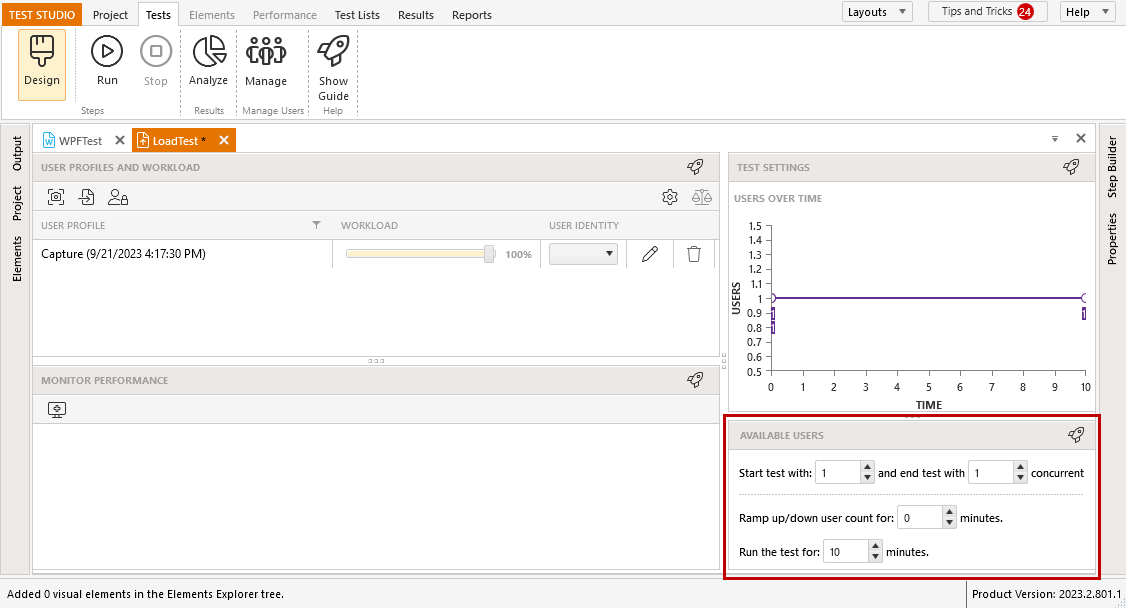 TEST STUDIO Project Tests Elements Performance Test Lists Results Reports Layouts Tips and Tricks 24 Help
Design Run Stop Analyze Manage Show
Guide
Steps Results Manage Users Help
Output
Project
Elements
WPFTest LoadTest *
USER PROFILES AND WORKLOAD
USER PROFILE WORKLOAD USER IDENTITY
Capture (9/21/2023 4:17:30 PM) 100%
MONITOR PERFORMANCE
TEST SETTINGS
USERS OVER TIME
USERS
1.5
1.4
1.3
1.2
1.1
1
0.9
0.8
0.7
0.6
0.5
1 1
1
0 1 2 3 4 5 6 7 8 9 10
TIME
AVAILABLE USERS
Start test with: 1 and end test with 1 concurrent
Ramp up/down user count for: 0 minutes.
Run the test for: 10 minutes.
Step Builder
Properties
Added 0 visual elements in the Elements Explorer tree. Product Version: 2023.2.801.1